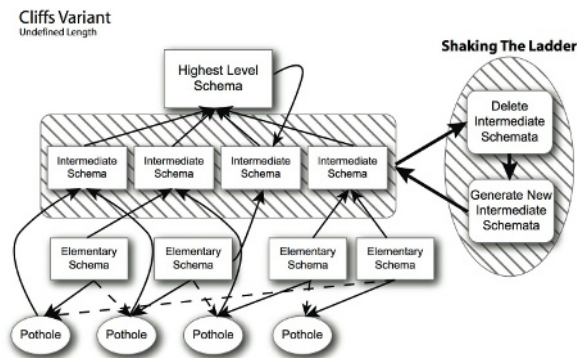 Cliffs Variant
Undefined Length
Shaking The Ladder
Highest Level
Schema
Delete
Intermediate
Schemata
Intermediate
Schema
Intermediate
Schema
Intermediate
Schema
Intermediate
Schema
Generate New
Intermediate
Schemata
Elementary
Schema
Elementary
Schema
Elementary
Schema
Elementary
Schema
Pothole
Pothole
Pothole
Pothole